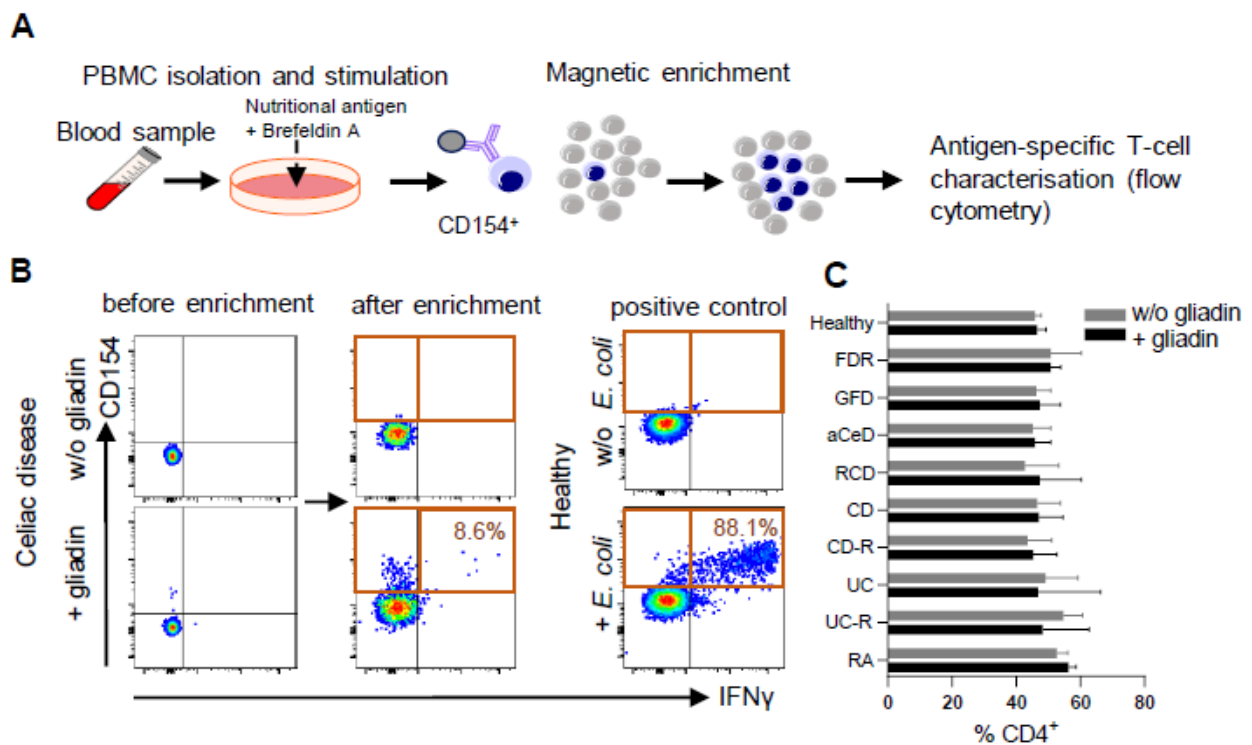 A
PBMC isolation and stimulation
Magnetic enrichment
Nutritional antigen
+ Brefeldin A
Blood sample
CD154+
Antigen-specific T-cell
characterisation (flow
cytometry)
B
before enrichment
after enrichment
positive control
Celiac disease
w/o gliadin
+ gliadin
CD154
8.6%
Healthy
w/o E. coli
+ E. coli
88.1%
IFNγ
C
w/o gliadin
+ gliadin
Healthy
FDR
GFD
aCeD
RCD
CD
CD-R
UC
UC-R
RA
0 20 40 60 80
% CD4+